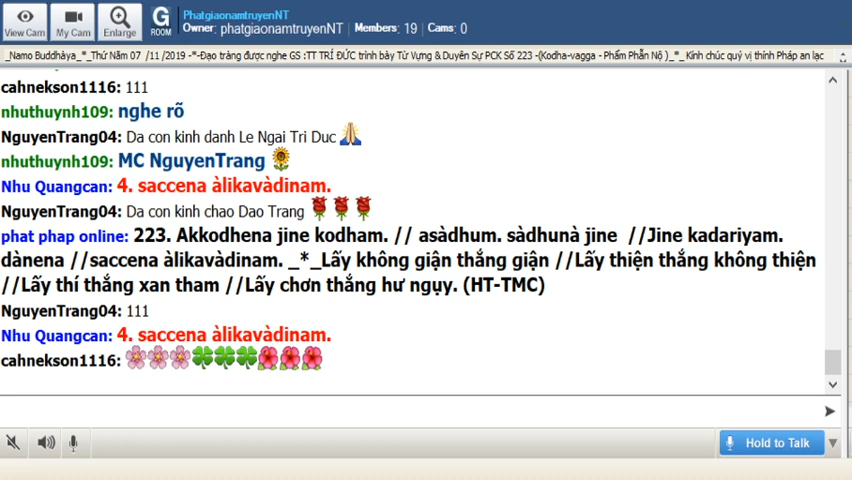 View Cam
My Cam
Enlarge
G
ROOM
PhatgiaonamtruyenNT
Owner: phatgiaonamtruyenNT Members: 19 Cams: 0
_Namo Buddhàya_*_Thứ Năm 07 /11 /2019 -*-Đạo tràng được nghe GS :TT TRÍ ĐỨC trình bày Từ Vựng & Duyên Sự PCK Số 223 -(Kodha-vagga - Phẩm Phẫn Nộ )_*_ Kính chúc quý vị thính Pháp an lạc
cahnekson1116: 111
nhuthuynh109: nghe rõ
NguyenTrang04: Da con kinh danh Le Ngai Tri Duc
nhuthuynh109: MC NguyenTrang
Nhu Quangcan: 4. saccena àlikavàdinam.
NguyenTrang04: Da con kinh chao Dao Trang
phat phap online: 223. Akkodhena jine kodham. // asàdhum. sàdhunà jine //Jine kadariyam.
dànena //saccena àlikavàdinam. _*_Lấy không giận thắng giận //Lấy thiện thắng không thiện
//Lấy thí thắng xan tham //Lấy chơn thắng hư ngụy. (HT-TMC)
NguyenTrang04: 111
Nhu Quangcan: 4. saccena àlikavàdinam.
cahnekson1116:
Hold to Talk